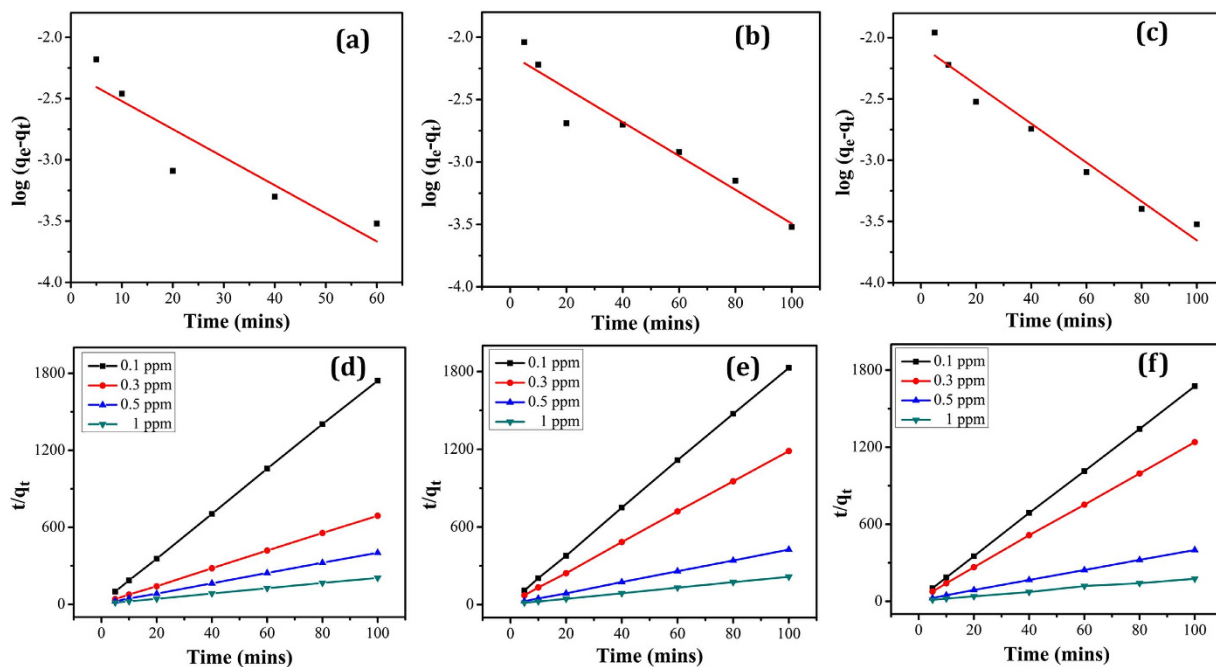 (a)
log (qₑ-qₜ)
-2.0
-2.5
-3.0
-3.5
-4.0
0 10 20 30 40 50 60
Time (mins)
(b)
log (qₑ-qₜ)
-2.0
-2.5
-3.0
-3.5
-4.0
0 20 40 60 80 100
Time (mins)
(c)
log (qₑ-qₜ)
-2.0
-2.5
-3.0
-3.5
-4.0
0 20 40 60 80 100
Time (mins)
(d)
0.1 ppm
0.3 ppm
0.5 ppm
1 ppm
t/qₜ
1800
1200
600
0
0 20 40 60 80 100
Time (mins)
(e)
0.1 ppm
0.3 ppm
0.5 ppm
1 ppm
t/qₜ
1800
1200
600
0
0 20 40 60 80 100
Time (mins)
(f)
0.1 ppm
0.3 ppm
0.5 ppm
1 ppm
t/qₜ
1800
1200
600
0
0 20 40 60 80 100
Time (mins)